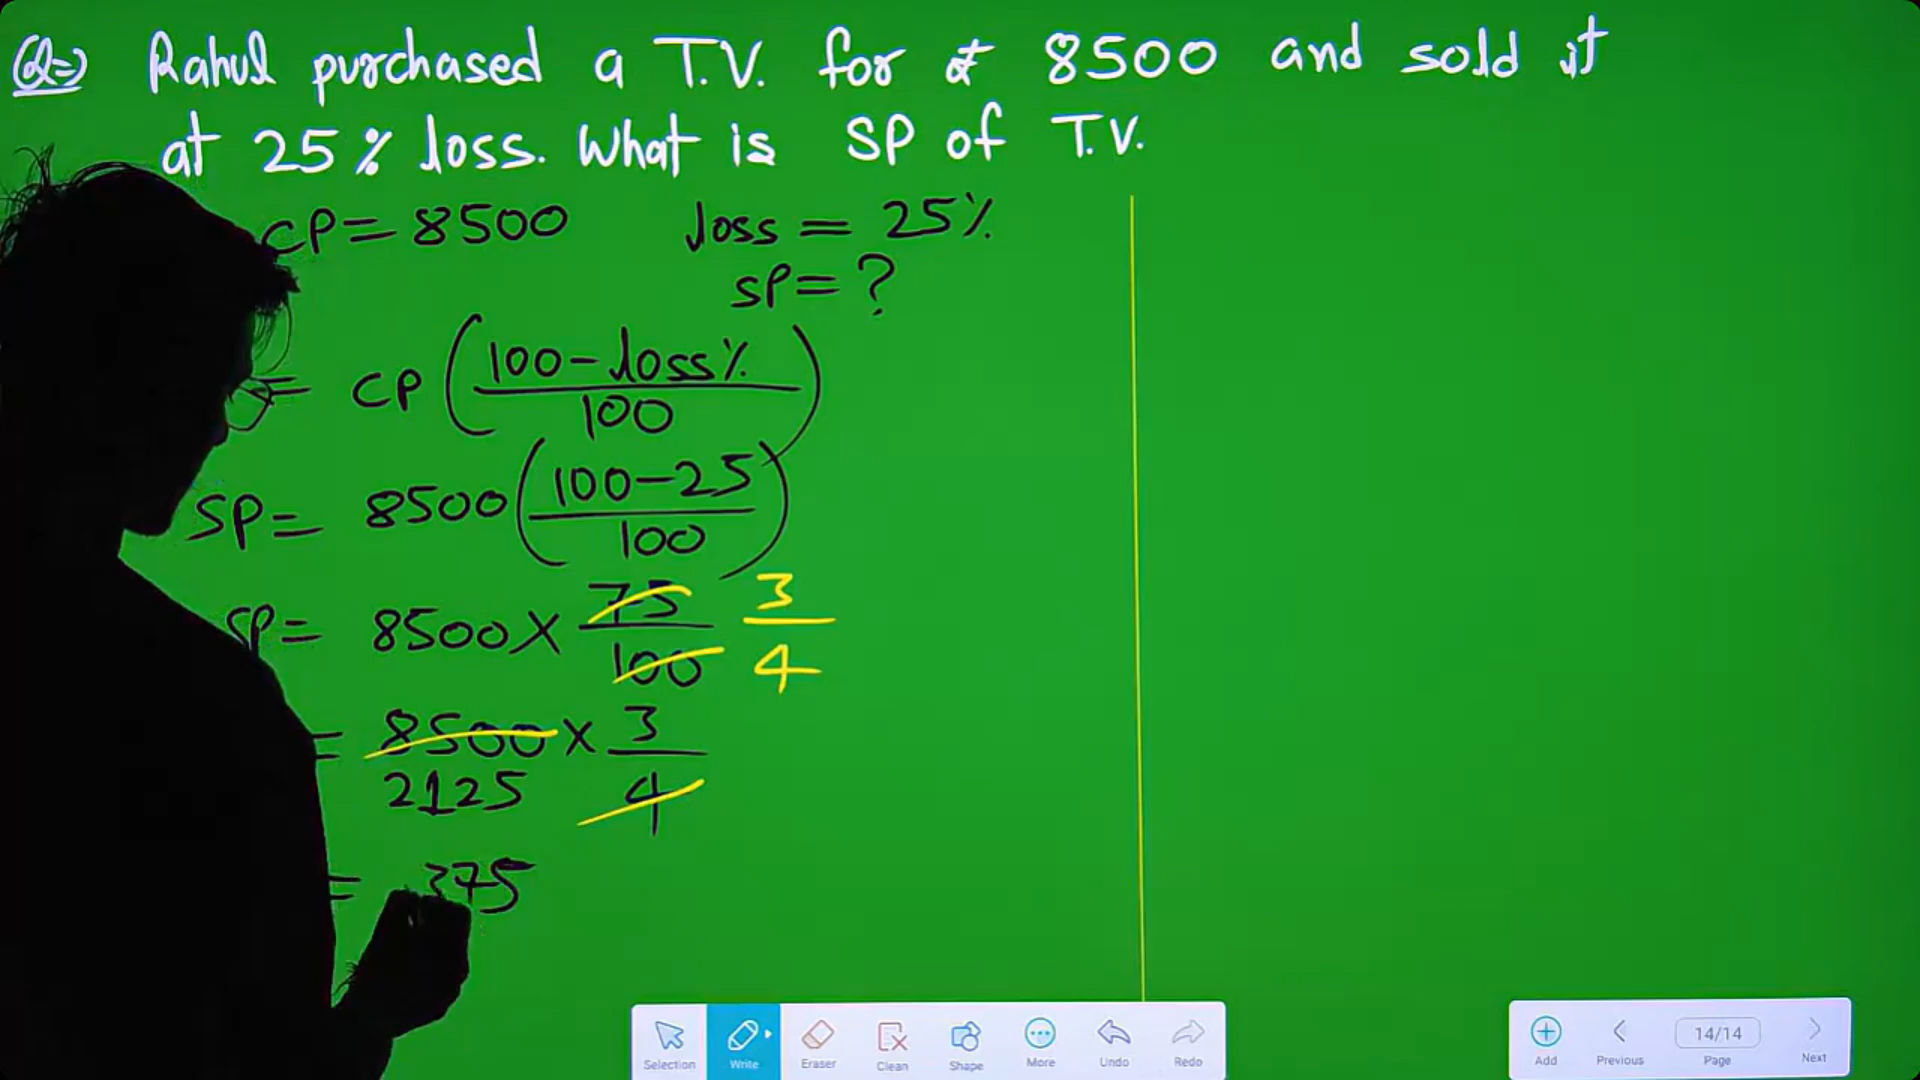 Q=) Rahul purchased a T.V. for ₹ 8500 and sold it
at 25% loss. What is SP of T.V.
CP = 8500 loss = 25%
SP = ?
= CP (100-loss%/100)
SP = 8500 (100-25/100)
SP = 8500 × 75/100 3/4
= 8500 × 3/4
2125
= 375
Selection Write Eraser Clean Shape More Undo Redo
Add Previous 14/14 Page Next